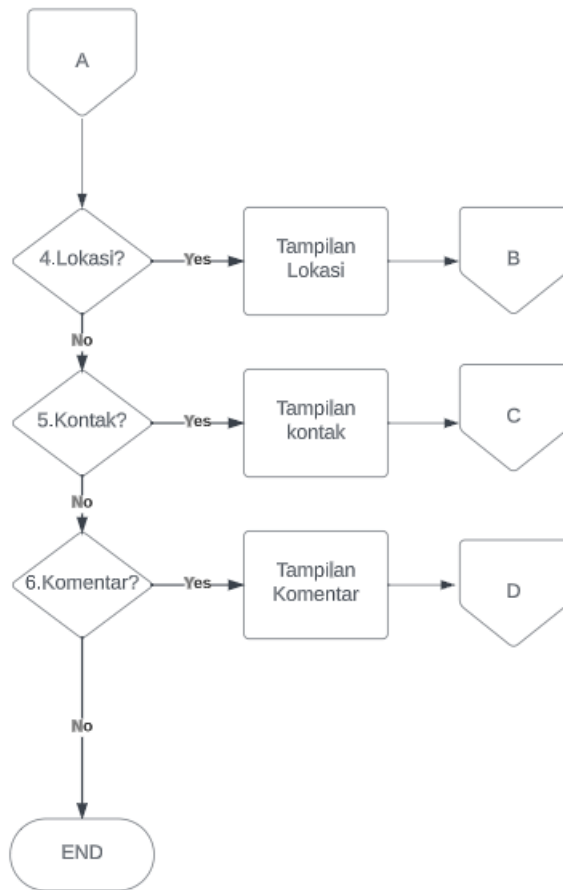 A
4.Lokasi?
Yes
Tampilan
Lokasi
B
No
5.Kontak?
Yes
Tampilan
kontak
C
No
6.Komentar?
Yes
Tampilan
Komentar
D
No
END